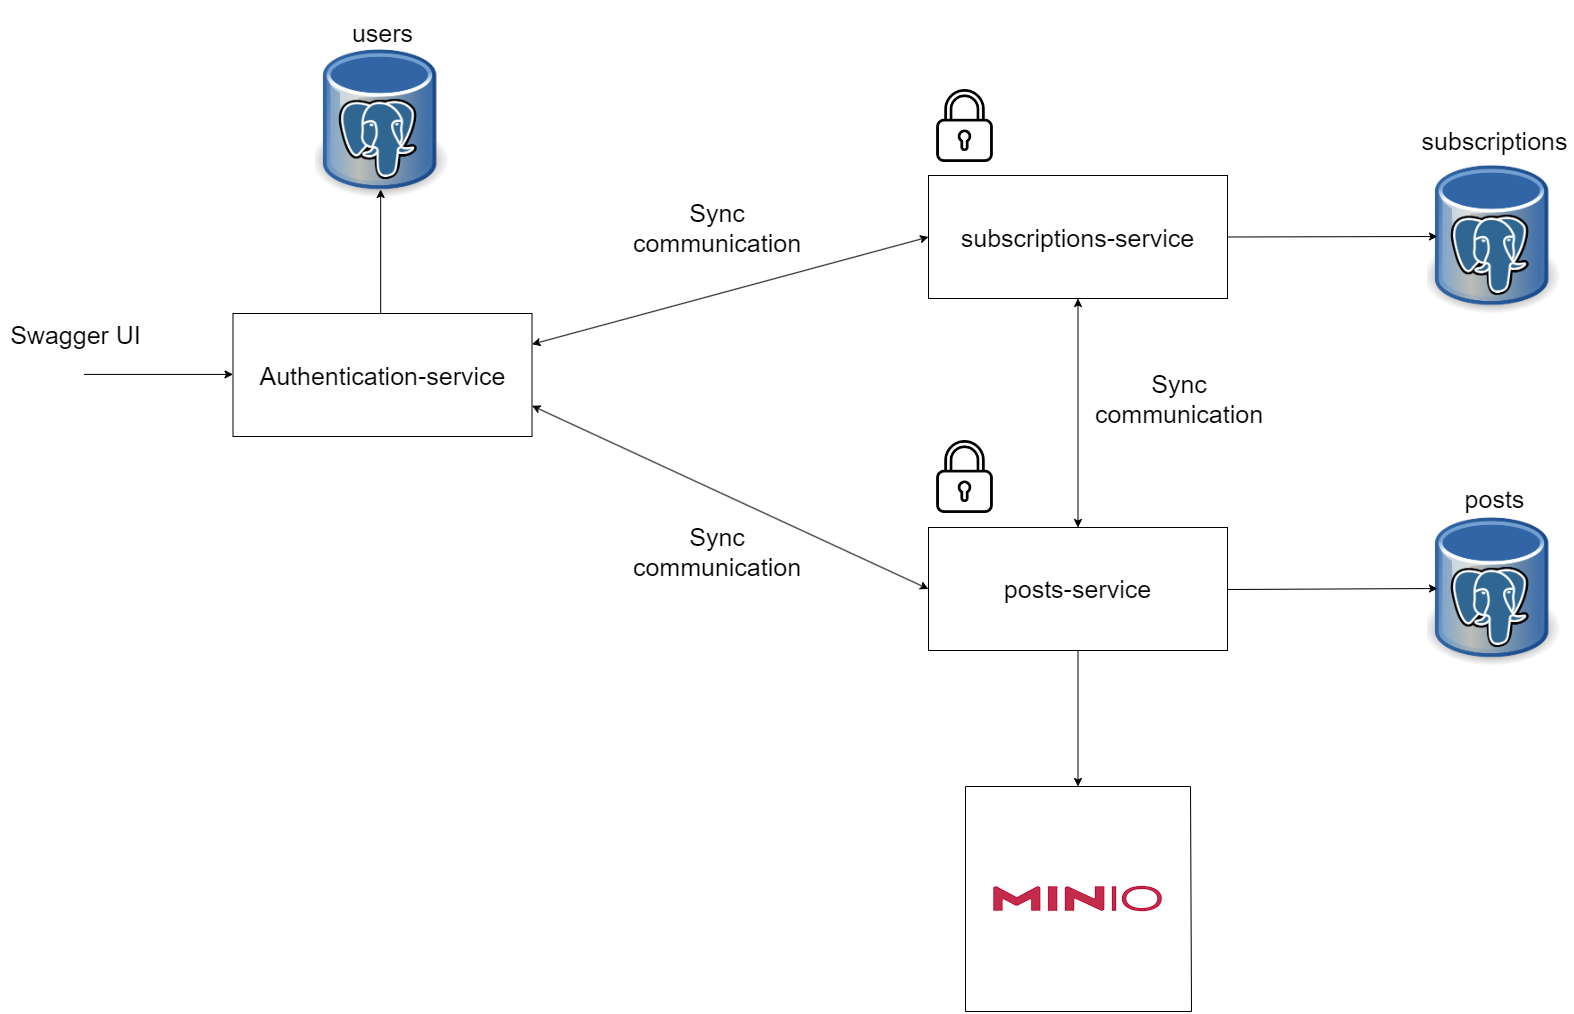 users
subscriptions
Sync
communication
subscriptions-service
Swagger UI
Authentication-service
Sync
communication
posts
Sync
communication
posts-service
MINIO